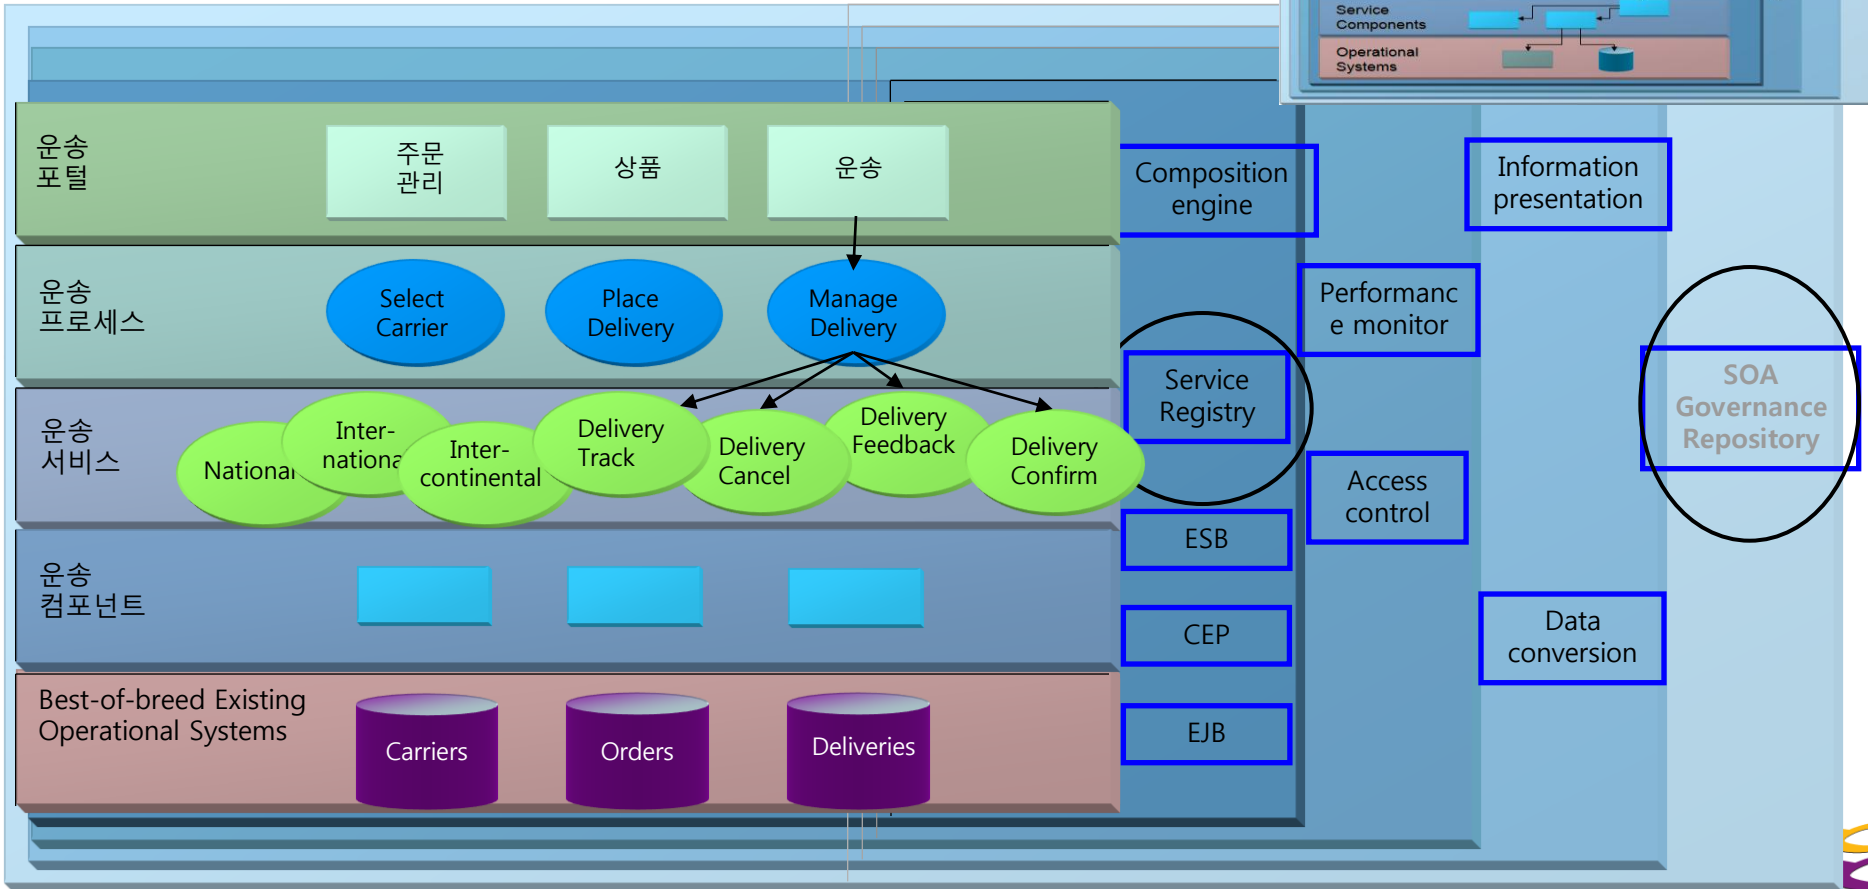 Service
Components
Operational
Systems
운송
포털
주문
관리
상품
운송
Composition
engine
Information
presentation
운송
프로세스
Select
Carrier
Place
Delivery
Manage
Delivery
Performanc
e monitor
운송
서비스
National
Inter-
nationa
Inter-
continental
Delivery
Track
Delivery
Cancel
Delivery
Feedback
Delivery
Confirm
Service
Registry
SOA
Governance
Repository
Access
control
ESB
운송
컴포넌트
CEP
Data
conversion
Best-of-breed Existing
Operational Systems
Carriers
Orders
Deliveries
EJB